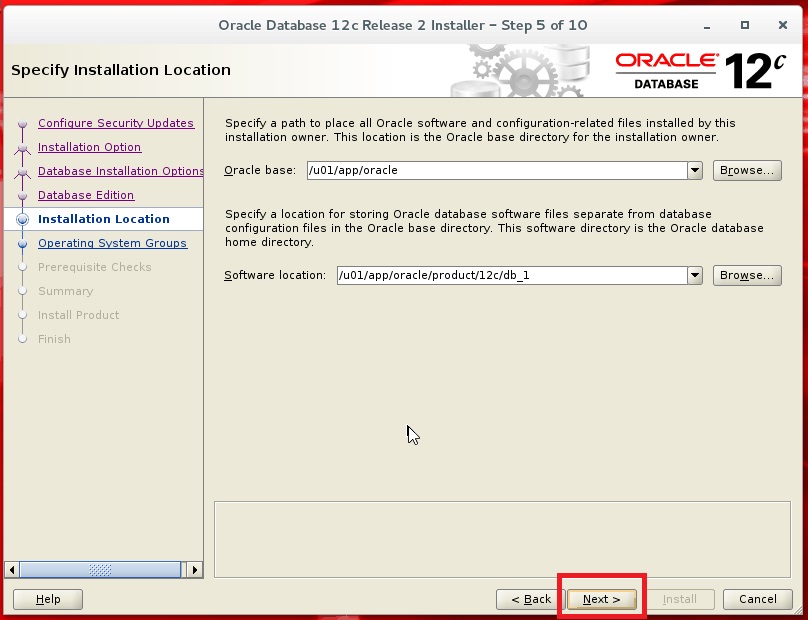 Oracle Database 12c Release 2 Installer – Step 5 of 10
Specify Installation Location
ORACLE®
DATABASE
12c
Configure Security Updates
Installation Option
Database Installation Options
Database Edition
Installation Location
Operating System Groups
Prerequisite Checks
Summary
Install Product
Finish
Specify a path to place all Oracle software and configuration-related files installed by this
installation owner. This location is the Oracle base directory for the installation owner.
Oracle base: /u01/app/oracle Browse...
Specify a location for storing Oracle database software files separate from database
configuration files in the Oracle base directory. This software directory is the Oracle database
home directory.
Software location: /u01/app/oracle/product/12c/db_1 Browse...
Help < Back Next > Install Cancel